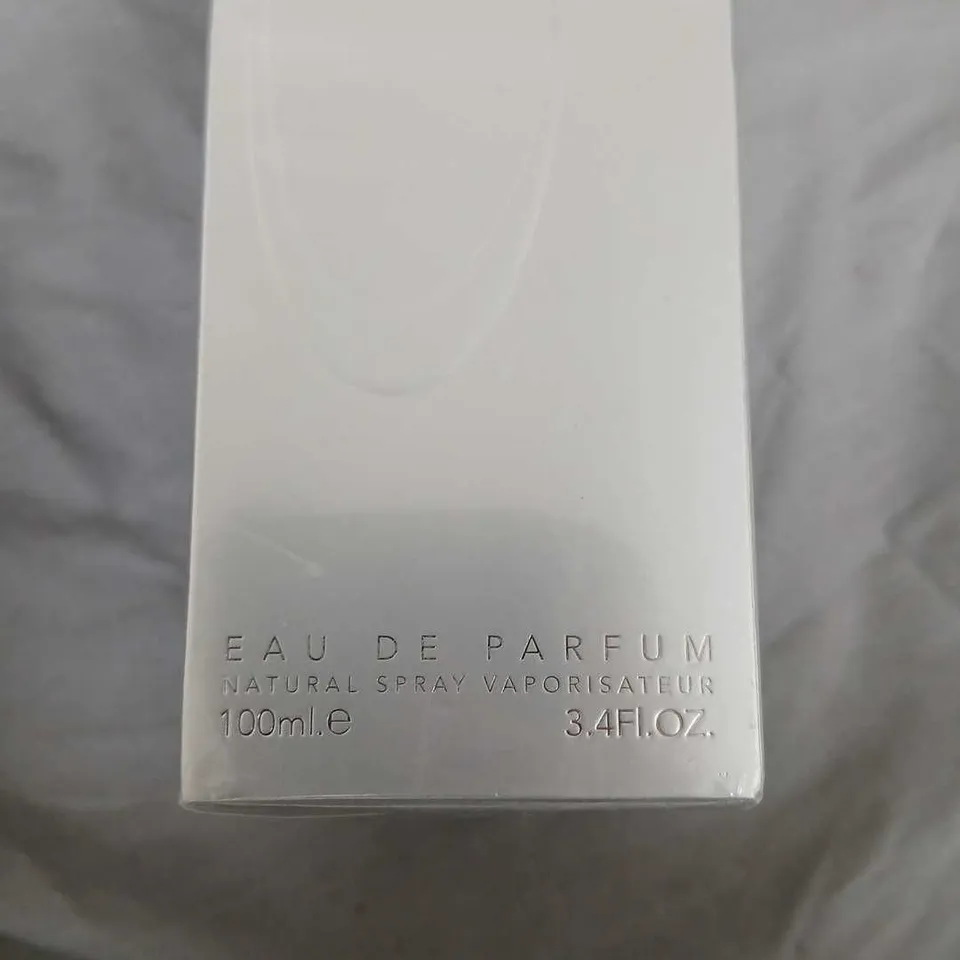 EAU DE PARFUM
NATURAL SPRAY VAPORISATEUR
100ml.e 3.4Fl.OZ.